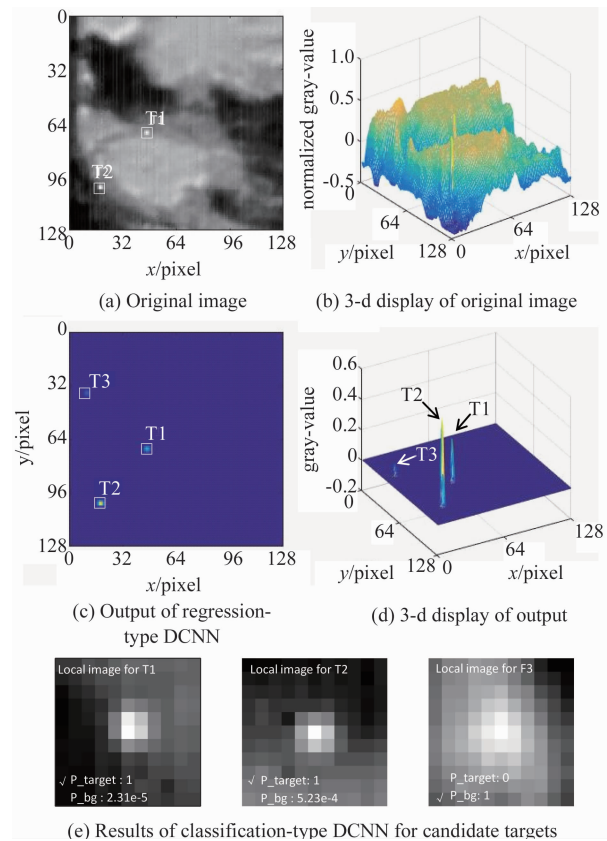 0
32
64
96
128
T1
T2
0 32 64 96 128
x/pixel
(a) Original image
normalized gray-value
1.0
0.5
0
-0.5
0
64
128
y/pixel
0
64
128
x/pixel
(b) 3-d display of original image
y/pixel
0
32
64
96
128
T3
T1
T2
0 32 64 96 128
x/pixel
(c) Output of regression-
type DCNN
gray-value
0.6
0.4
0.2
0
-0.2
T2
T1
T3
0
64
128
y/pixel
0
64
128
x/pixel
(d) 3-d display of output
Local image for T1
√ P_target : 1
P_bg : 2.31e-5
Local image for T2
√ P_target: 1
P_bg : 5.23e-4
Local image for F3
P_target: 0
√ P_bg: 1
(e) Results of classification-type DCNN for candidate targets